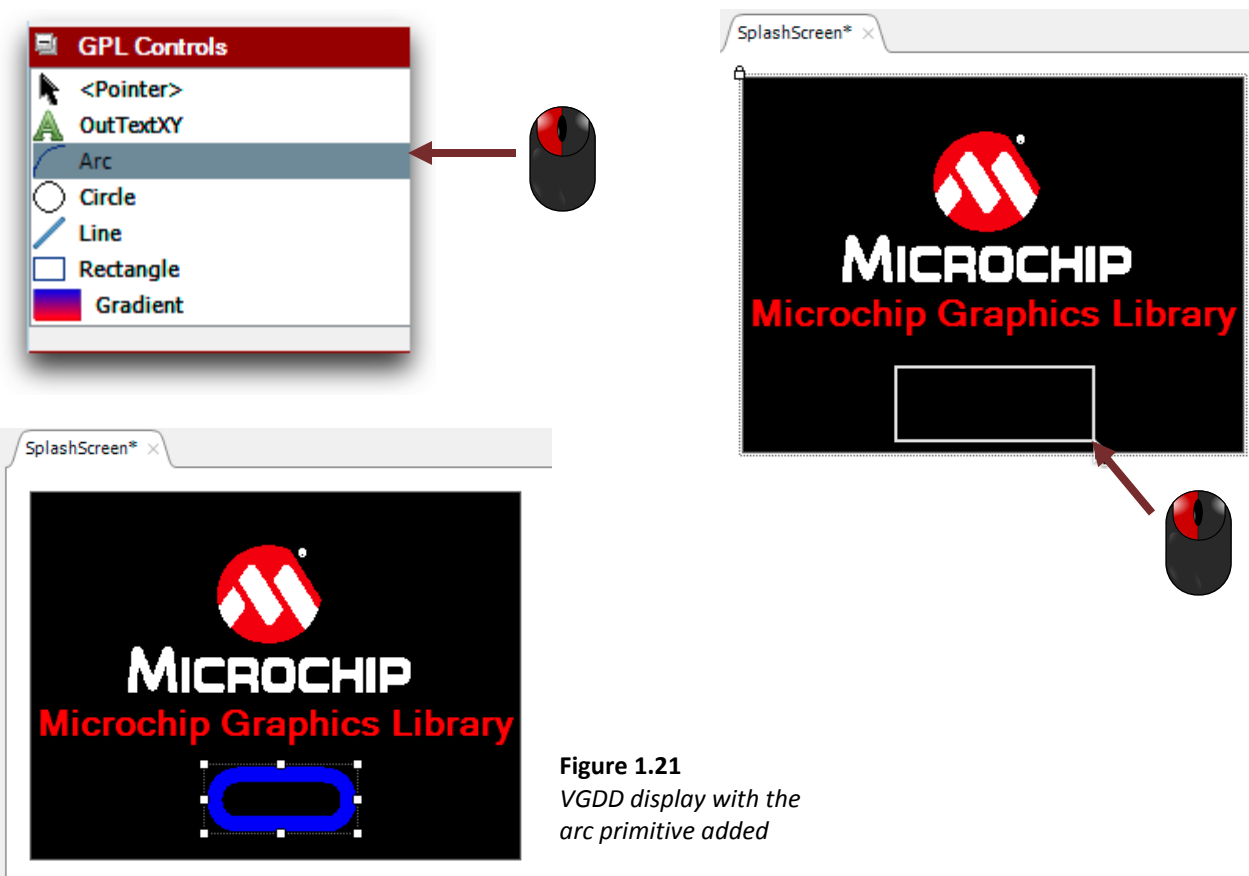 GPL Controls
<Pointer>
OutTextXY
Arc
Circle
Line
Rectangle
Gradient
SplashScreen*
MICROCHIP
Microchip Graphics Library
SplashScreen*
MICROCHIP
Microchip Graphics Library
Figure 1.21
VGDD display with the
arc primitive added